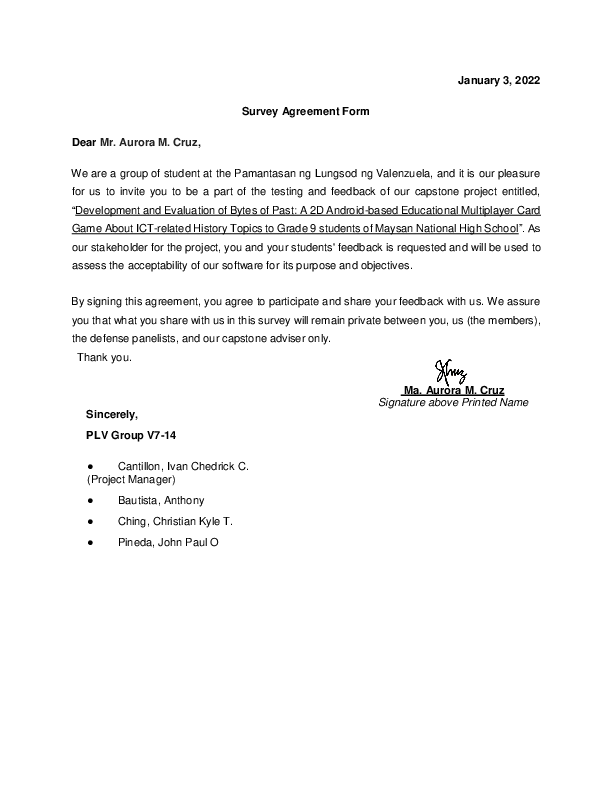 January 3, 2022
Survey Agreement Form
Dear Mr. Aurora M. Cruz,
We are a group of student at the Pamantasan ng Lungsod ng Valenzuela, and it is our pleasure
for us to invite you to be a part of the testing and feedback of our capstone project entitled,
“Development and Evaluation of Bytes of Past: A 2D Android-based Educational Multiplayer Card
Game About ICT-related History Topics to Grade 9 students of Maysan National High School”. As
our stakeholder for the project, you and your students' feedback is requested and will be used to
assess the acceptability of our software for its purpose and objectives.
By signing this agreement, you agree to participate and share your feedback with us. We assure
you that what you share with us in this survey will remain private between you, us (the members),
the defense panelists, and our capstone adviser only.
Thank you.
Ma. Aurora M. Cruz
Signature above Printed Name
Sincerely,
PLV Group V7-14
● Cantillon, Ivan Chedrick C.
(Project Manager)
● Bautista, Anthony
● Ching, Christian Kyle T.
● Pineda, John Paul O